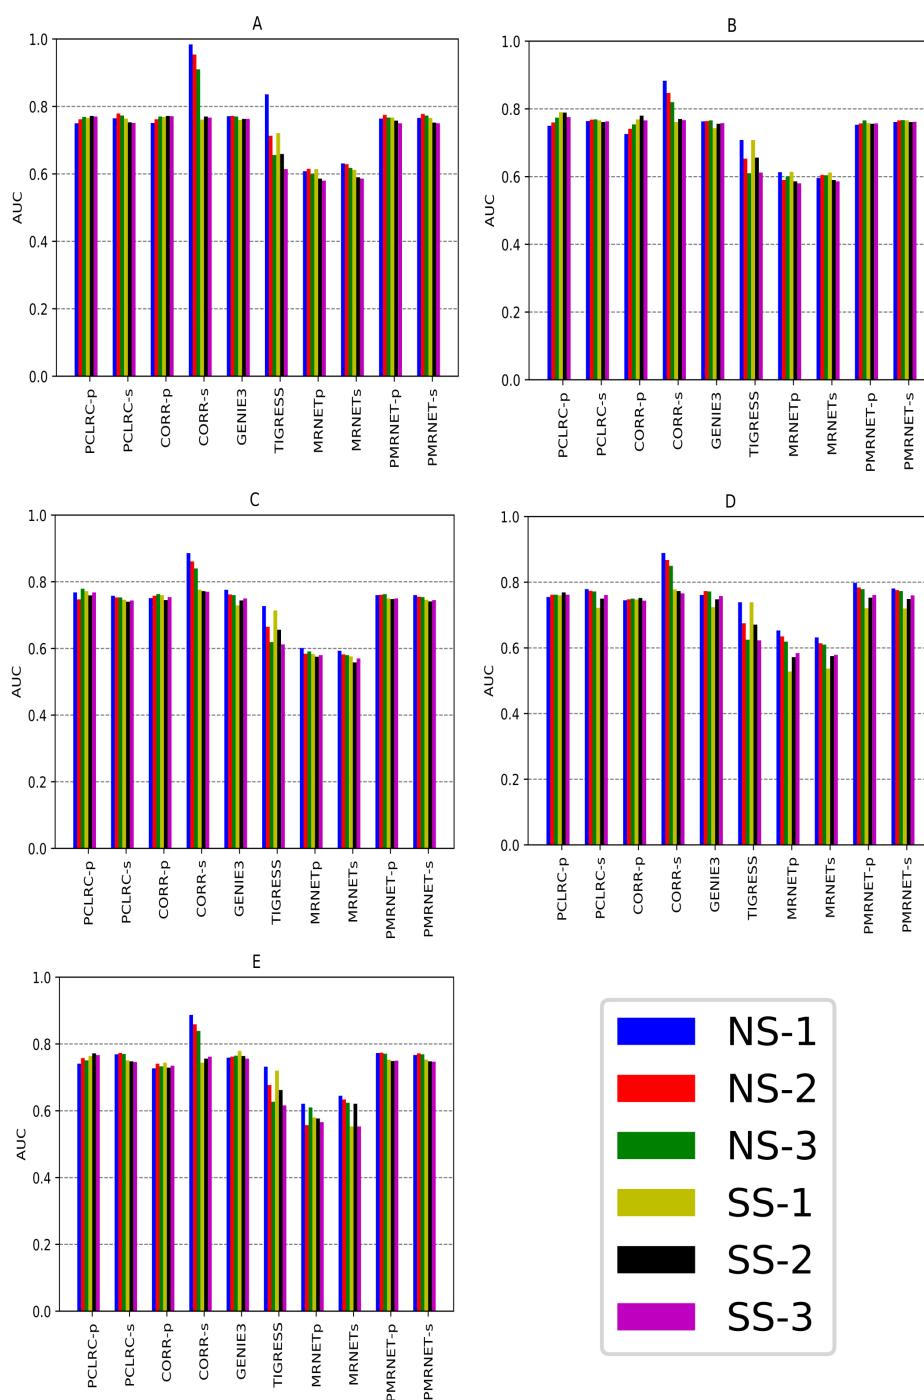 A
AUC
1.0
0.8
0.6
0.4
0.2
0.0
PCLRC-p
PCLRC-s
CORR-p
CORR-s
GENIE3
TIGRESS
MRNETp
MRNETs
PMRNET-p
PMRNET-s
B
AUC
1.0
0.8
0.6
0.4
0.2
0.0
PCLRC-p
PCLRC-s
CORR-p
CORR-s
GENIE3
TIGRESS
MRNETp
MRNETs
PMRNET-p
PMRNET-s
C
AUC
1.0
0.8
0.6
0.4
0.2
0.0
PCLRC-p
PCLRC-s
CORR-p
CORR-s
GENIE3
TIGRESS
MRNETp
MRNETs
PMRNET-p
PMRNET-s
D
AUC
1.0
0.8
0.6
0.4
0.2
0.0
PCLRC-p
PCLRC-s
CORR-p
CORR-s
GENIE3
TIGRESS
MRNETp
MRNETs
PMRNET-p
PMRNET-s
E
AUC
1.0
0.8
0.6
0.4
0.2
0.0
PCLRC-p
PCLRC-s
CORR-p
CORR-s
GENIE3
TIGRESS
MRNETp
MRNETs
PMRNET-p
PMRNET-s
NS-1
NS-2
NS-3
SS-1
SS-2
SS-3